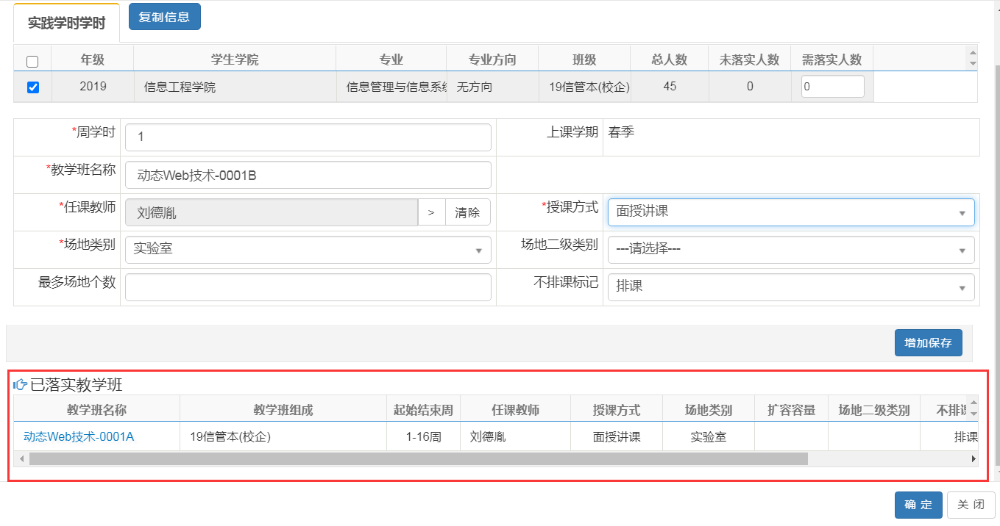 实践学时学时 复制信息
年级 学生学院 专业 专业方向 班级 总人数 未落实人数 需落实人数
2019 信息工程学院 信息管理与信息系统 无方向 19信管本(校企) 45 0 0
*周学时 1 上课学期 春季
*教学班名称 动态Web技术-0001B
*任课教师 刘德胤 > 清除 *授课方式 面授讲课
*场地类别 实验室 场地二级类别 ---请选择---
最多场地个数 不排课标记 排课
增加保存
已落实教学班
教学班名称 教学班组成 起始结束周 任课教师 授课方式 场地类别 扩容容量 场地二级类别 不排课
动态Web技术-0001A 19信管本(校企) 1-16周 刘德胤 面授讲课 实验室 排课
确 定 关 闭